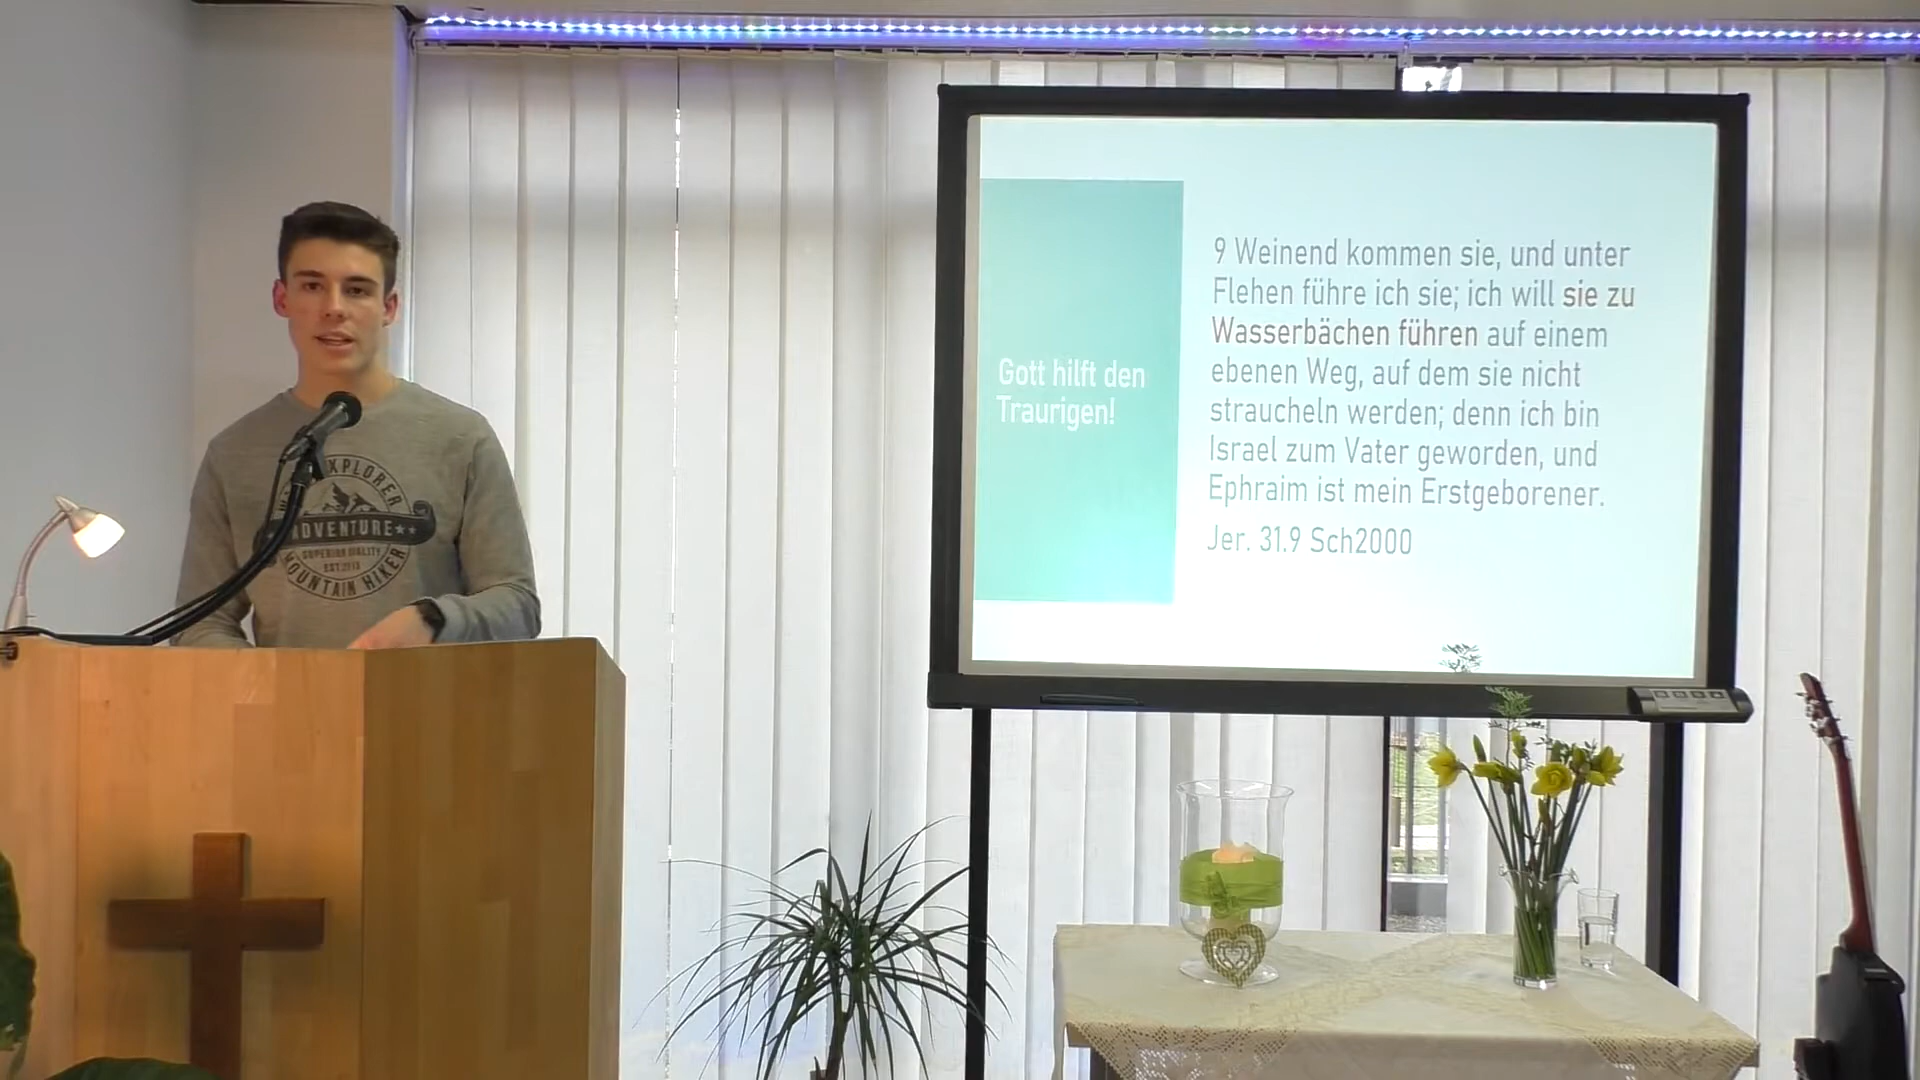 Gott hilft den
Traurigen!
9 Weinend kommen sie, und unter
Flehen führe ich sie; ich will sie zu
Wasserbächen führen auf einem
ebenen Weg, auf dem sie nicht
straucheln werden; denn ich bin
Israel zum Vater geworden, und
Ephraim ist mein Erstgeborener.
Jer. 31.9 Sch2000
EXPLORER
ADVENTURE
SUPERIOR QUALITY
MOUNTAIN HIKER